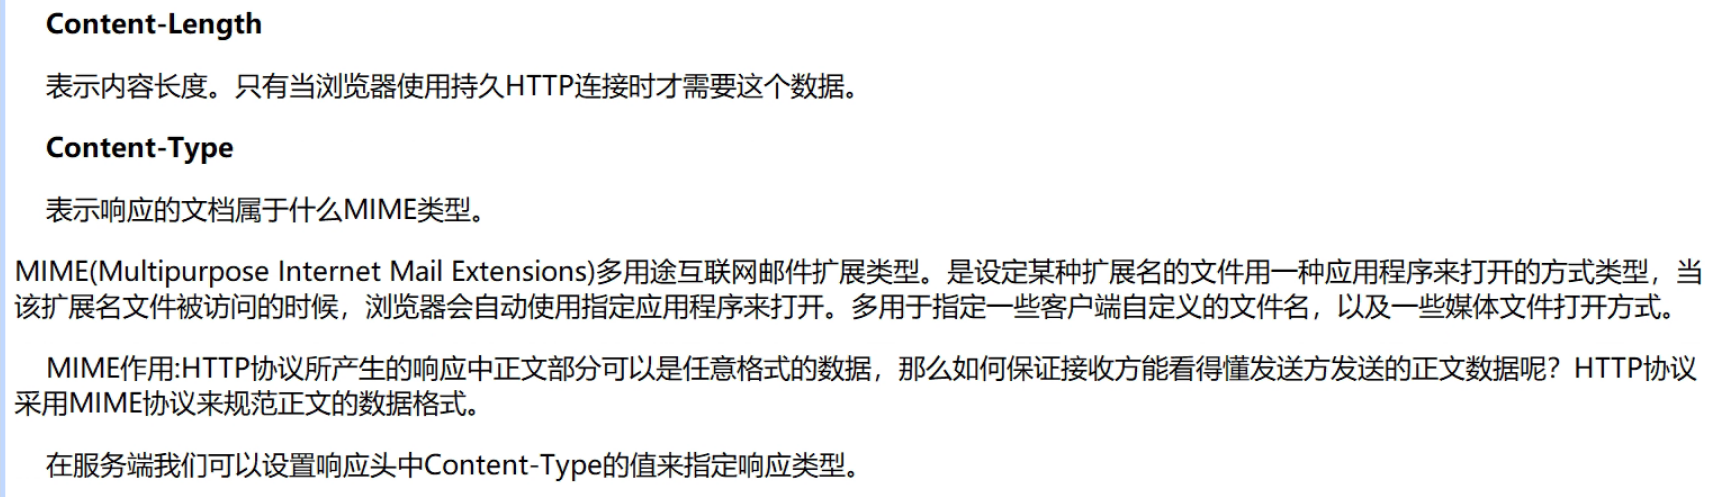 Content-Length
表示内容长度。只有当浏览器使用持久HTTP连接时才需要这个数据。
Content-Type
表示响应的文档属于什么MIME类型。
MIME(Multipurpose Internet Mail Extensions)多用途互联网邮件扩展类型。是设定某种扩展名的文件用一种应用程序来打开的方式类型，当
该扩展名文件被访问的时候，浏览器会自动使用指定应用程序来打开。多用于指定一些客户端自定义的文件名，以及一些媒体文件打开方式。
MIME作用:HTTP协议所产生的响应中正文部分可以是任意格式的数据，那么如何保证接收方能看得懂发送方发送的正文数据呢？HTTP协议
采用MIME协议来规范正文的数据格式。
在服务端我们可以设置响应头中Content-Type的值来指定响应类型。